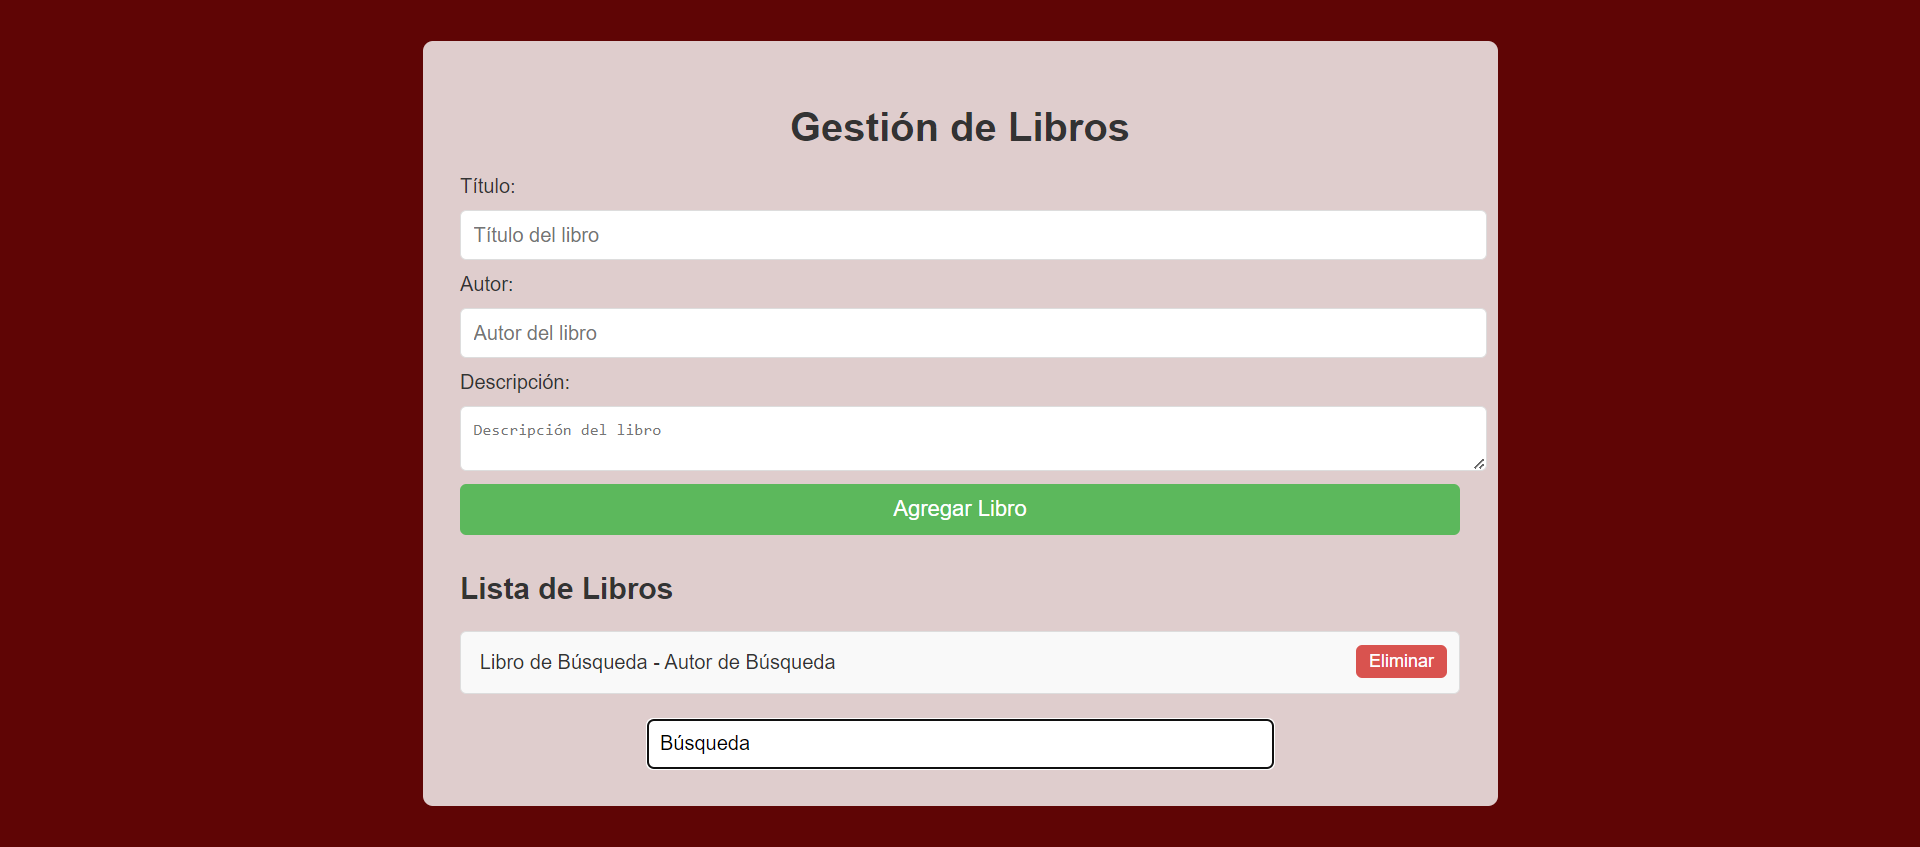 Gestión de Libros
Título:
Título del libro
Autor:
Autor del libro
Descripción:
Descripción del libro
Agregar Libro
Lista de Libros
Libro de Búsqueda - Autor de Búsqueda
Eliminar
Búsqueda